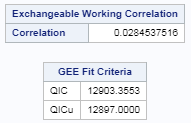 Exchangeable Working Correlation
Correlation 0.0284537516
GEE Fit Criteria
QIC 12903.3553
QICu 12897.0000